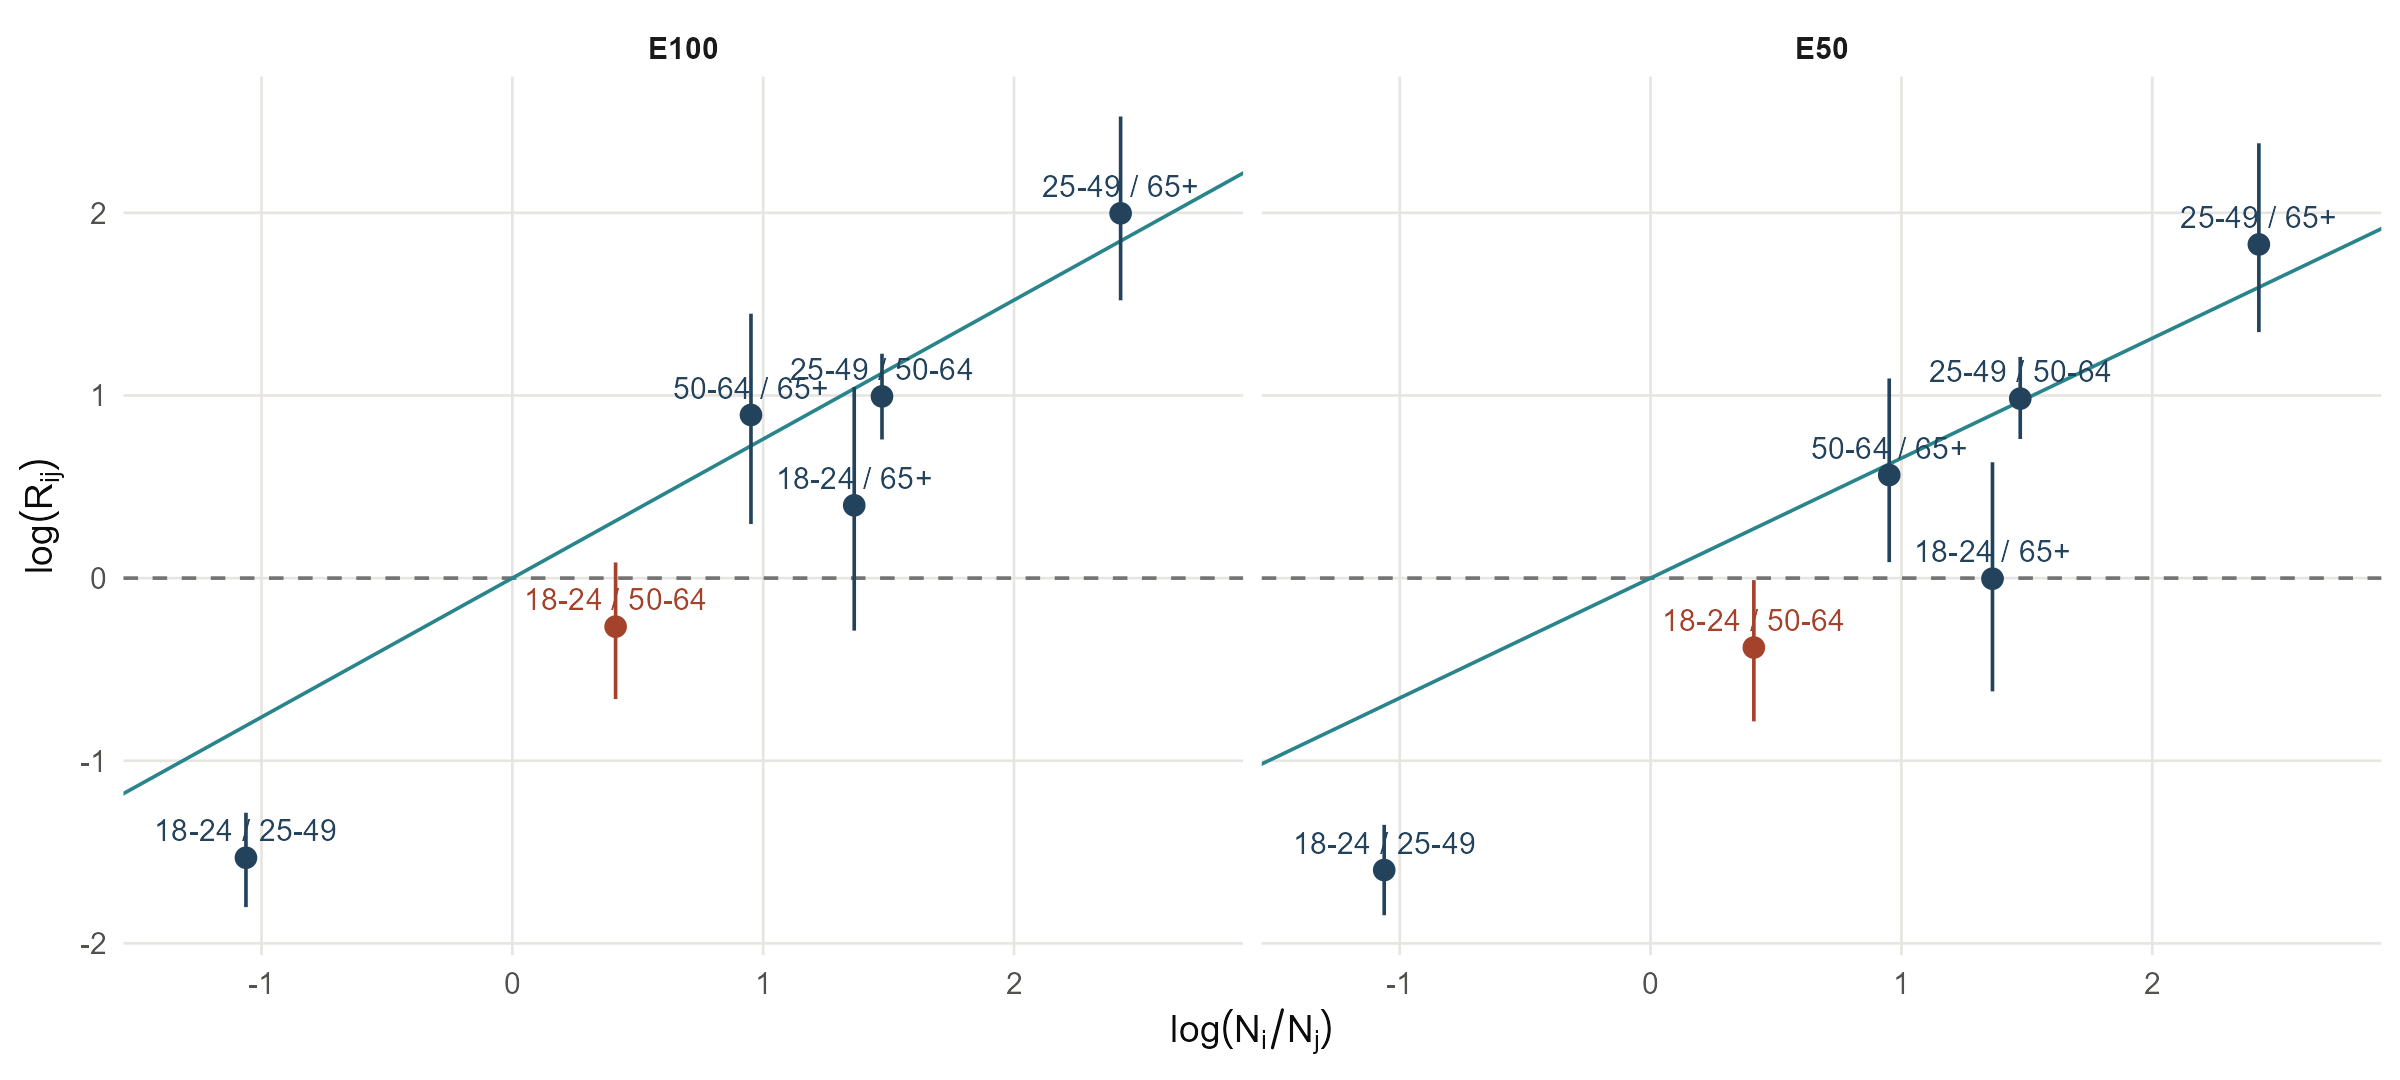 E100
E50
25-49 / 65+
25-49 / 65+
25-49 / 50-64
50-64 / 65+
25-49 / 50-64
50-64 / 65+
18-24 / 65+
18-24 / 65+
18-24 / 50-64
18-24 / 50-64
18-24 / 25-49
18-24 / 25-49
2
1
0
-1
-2
log(Rij)
-1 0 1 2
-1 0 1 2
log(Ni/Nj)